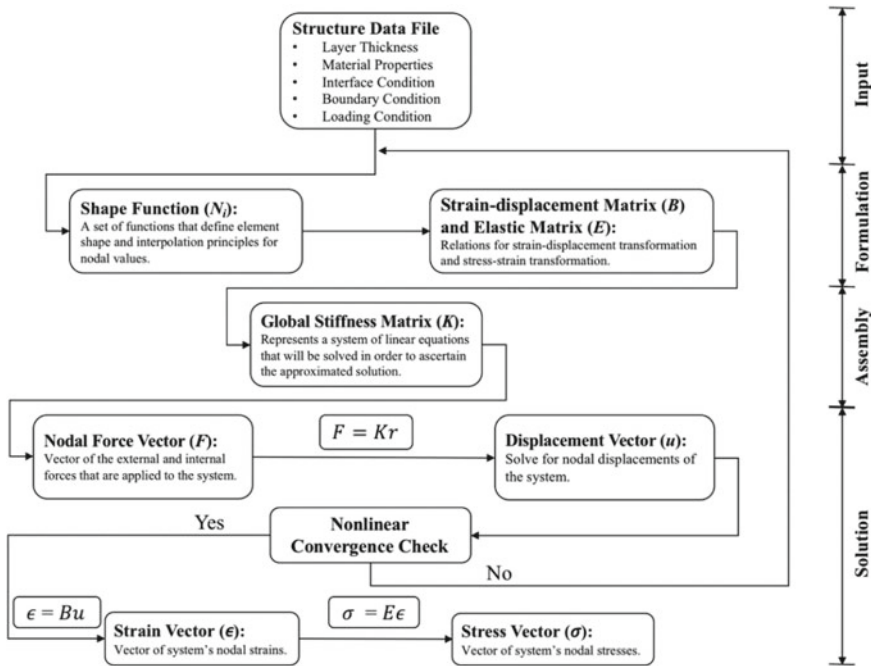 Structure Data File
• Layer Thickness
• Material Properties
• Interface Condition
• Boundary Condition
• Loading Condition
Input
Shape Function (Nᵢ):
A set of functions that define element
shape and interpolation principles for
nodal values.
Strain-displacement Matrix (B)
and Elastic Matrix (E):
Relations for strain-displacement transformation
and stress-strain transformation.
Formulation
Global Stiffness Matrix (K):
Represents a system of linear equations
that will be solved in order to ascertain
the approximated solution.
Assembly
Nodal Force Vector (F):
Vector of the external and internal
forces that are applied to the system.
F = Kr
Displacement Vector (u):
Solve for nodal displacements of
the system.
Yes
Nonlinear
Convergence Check
No
Solution
ϵ = Bu
Strain Vector (ϵ):
Vector of system's nodal strains.
σ = Eϵ
Stress Vector (σ):
Vector of system's nodal stresses.